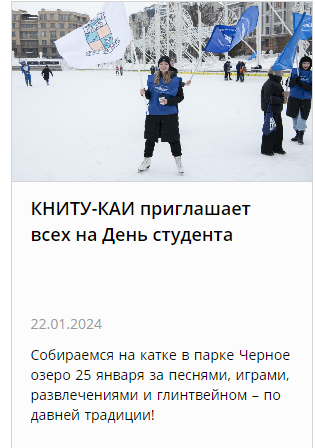 КНИТУ-КАИ приглашает
всех на День студента
22.01.2024
Собираемся на катке в парке Черное
озеро 25 января за песнями, играми,
развлечениями и глинтвейном – по
давней традиции!